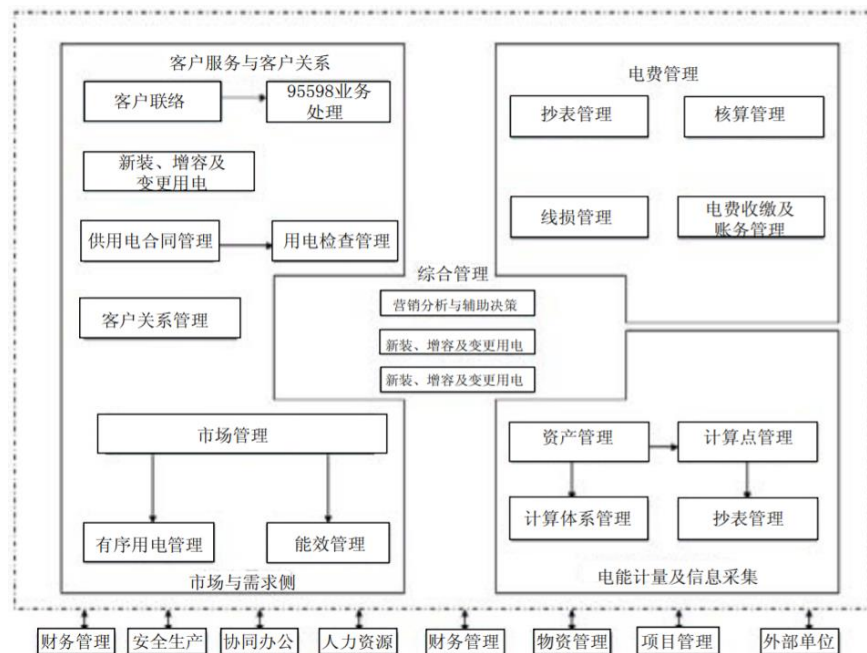 客户服务与客户关系
客户联络
95598业务
处理
新装、增容及
变更用电
供用电合同管理
用电检查管理
客户关系管理
电费管理
抄表管理
核算管理
线损管理
电费收缴及
账务管理
综合管理
营销分析与辅助决策
新装、增容及变更用电
新装、增容及变更用电
市场管理
有序用电管理
能效管理
市场与需求侧
资产管理
计算点管理
计算体系管理
抄表管理
电能计量及信息采集
财务管理
安全生产
协同办公
人力资源
财务管理
物资管理
项目管理
外部单位